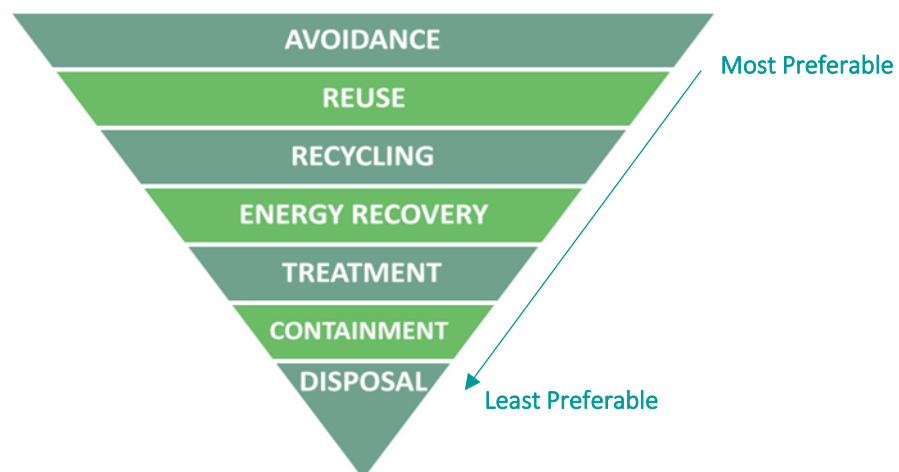 AVOIDANCE
Most Preferable
REUSE
RECYCLING
ENERGY RECOVERY
TREATMENT
CONTAINMENT
DISPOSAL
Least Preferable